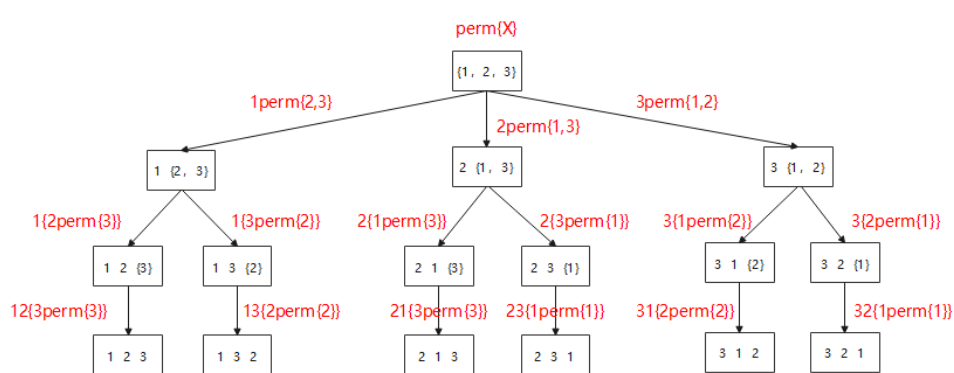 perm{X}
{1, 2, 3}
1perm{2,3}
2perm{1,3}
3perm{1,2}
1 {2, 3}
2 {1, 3}
3 {1, 2}
1{2perm{3}}
1{3perm{2}}
2{1perm{3}}
2{3perm{1}}
3{1perm{2}}
3{2perm{1}}
1 2 {3}
1 3 {2}
2 1 {3}
2 3 {1}
3 1 {2}
3 2 {1}
12{3perm{3}}
13{2perm{2}}
21{3perm{3}}
23{1perm{1}}
31{2perm{2}}
32{1perm{1}}
1 2 3
1 3 2
2 1 3
2 3 1
3 1 2
3 2 1